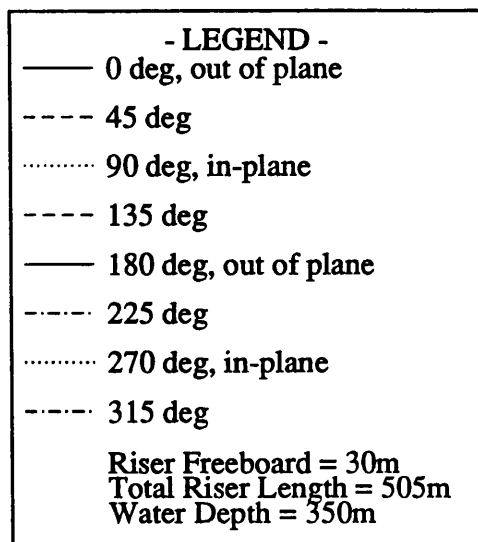 - LEGEND -
0 deg, out of plane
45 deg
90 deg, in-plane
135 deg
180 deg, out of plane
225 deg
270 deg, in-plane
315 deg
Riser Freeboard = 30m
Total Riser Length = 505m
Water Depth = 350m